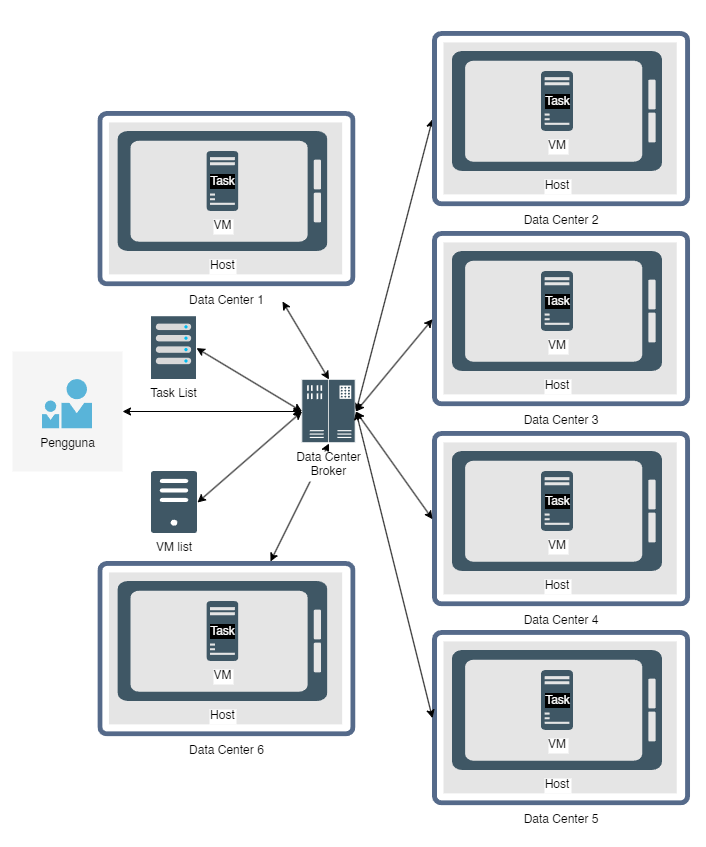 Task
VM
Host
Data Center 1
Task List
Pengguna
Data Center
Broker
VM list
Task
VM
Host
Data Center 6
Task
VM
Host
Data Center 2
Task
VM
Host
Data Center 3
Task
VM
Host
Data Center 4
Task
VM
Host
Data Center 5